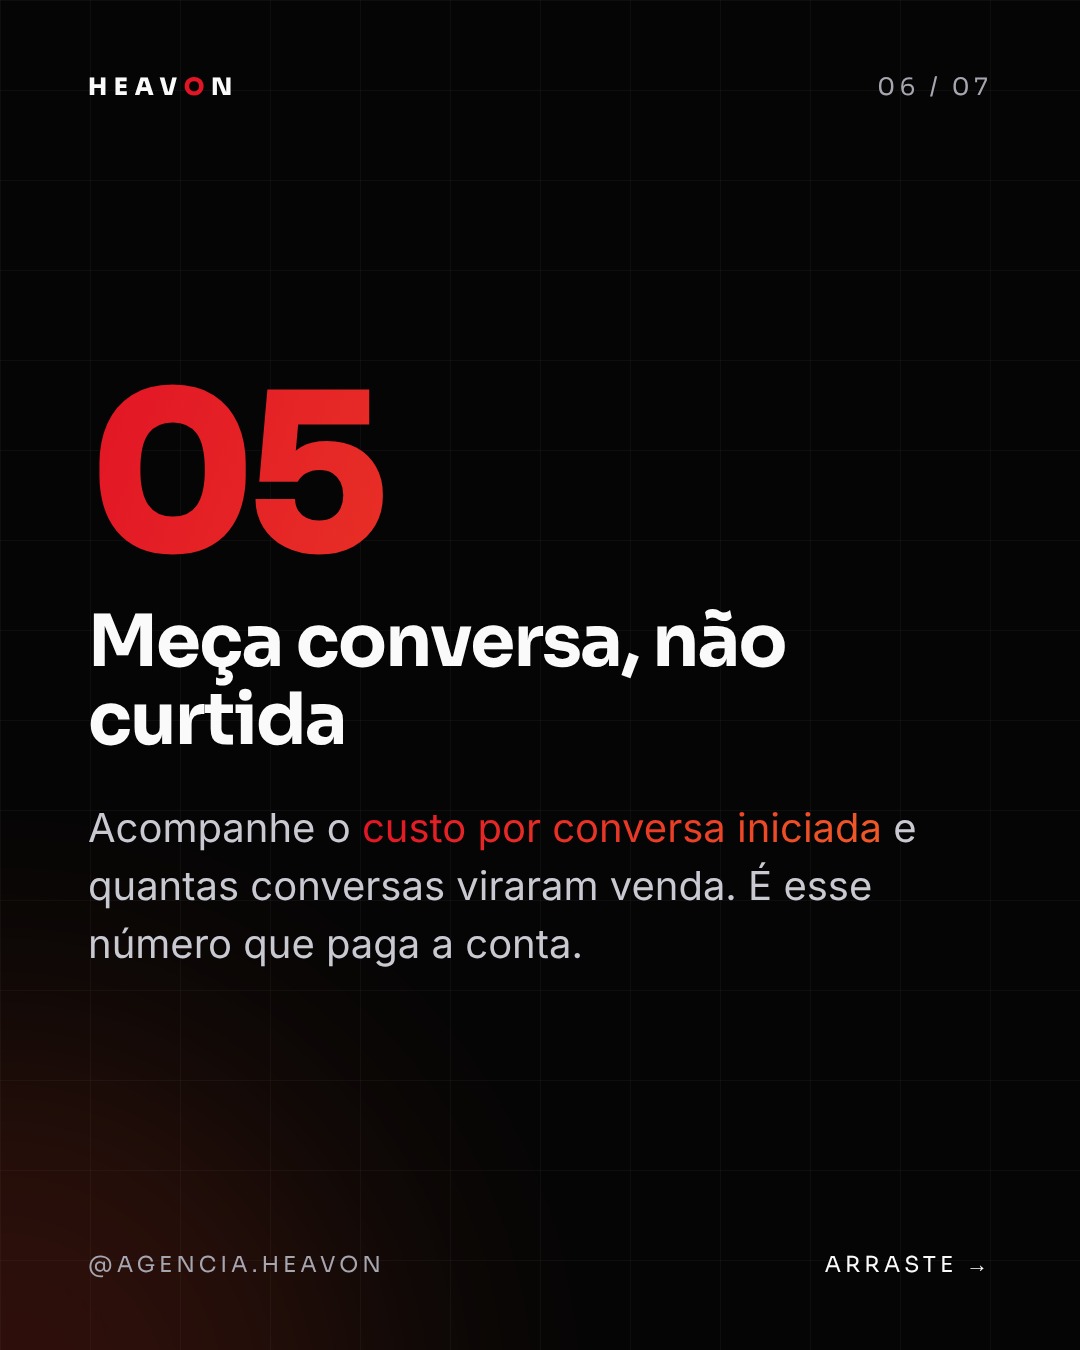 HEAVON
06 / 07
05
Meça conversa, não
curtida
Acompanhe o custo por conversa iniciada e
quantas conversas viraram venda. É esse
número que paga a conta.
@AGENCIA.HEAVON
ARRASTE →